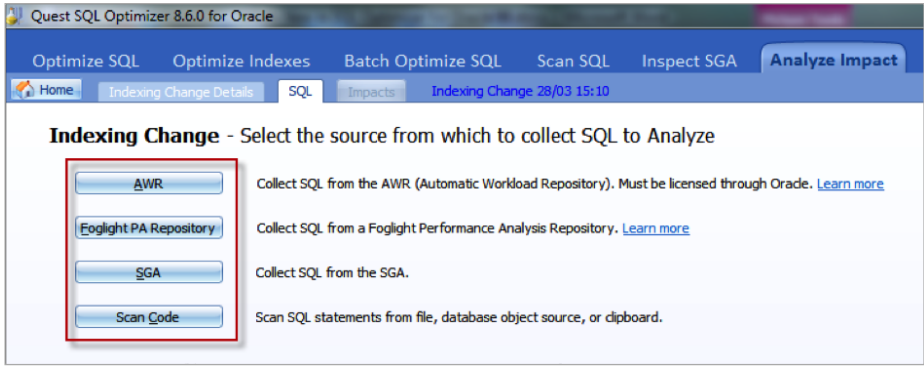 Quest SQL Optimizer 8.6.0 for Oracle
Optimize SQL Optimize Indexes Batch Optimize SQL Scan SQL Inspect SGA Analyze Impact
Home Indexing Change Details SQL Impacts Indexing Change 28/03 15:10
Indexing Change - Select the source from which to collect SQL to Analyze
AWR Collect SQL from the AWR (Automatic Workload Repository). Must be licensed through Oracle. Learn more
Foglight PA Repository Collect SQL from a Foglight Performance Analysis Repository. Learn more
SGA Collect SQL from the SGA.
Scan Code Scan SQL statements from file, database object source, or clipboard.